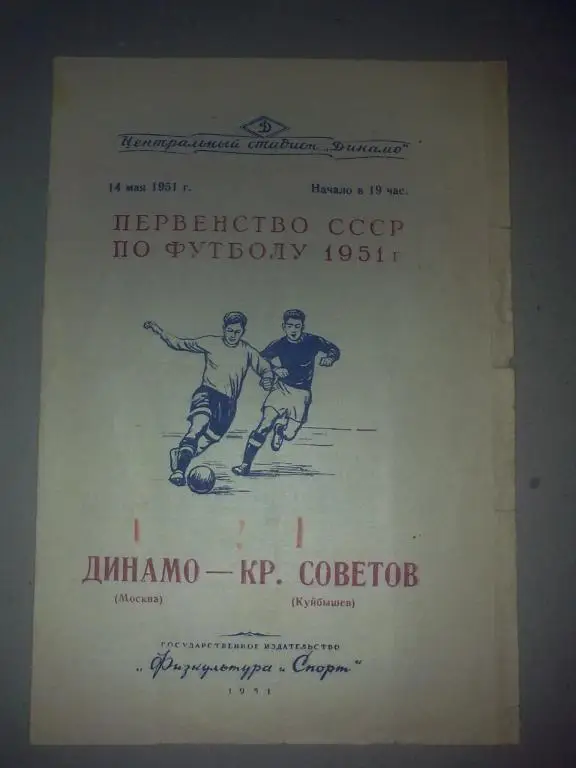 Д
Центральный стадион „Динамо"
14 мая 1951 г. Начало в 19 час.
ПЕРВЕНСТВО СССР
ПО ФУТБОЛУ 1951 г
ДИНАМО — КР. СОВЕТОВ
(Москва) (Куйбышев)
ГОСУДАРСТВЕННОЕ ИЗДАТЕЛЬСТВО
„Физкультура и Спорт"
1951